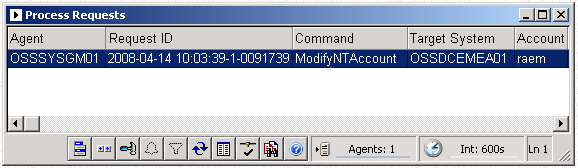 Process Requests
Agent Request ID Command Target System Account
OSSSYSGM01 2008-04-14 10:03:39-1-0091739 ModifyNTAccount OSSDCEMEA01 raem
Agents: 1 Int: 600s Ln 1